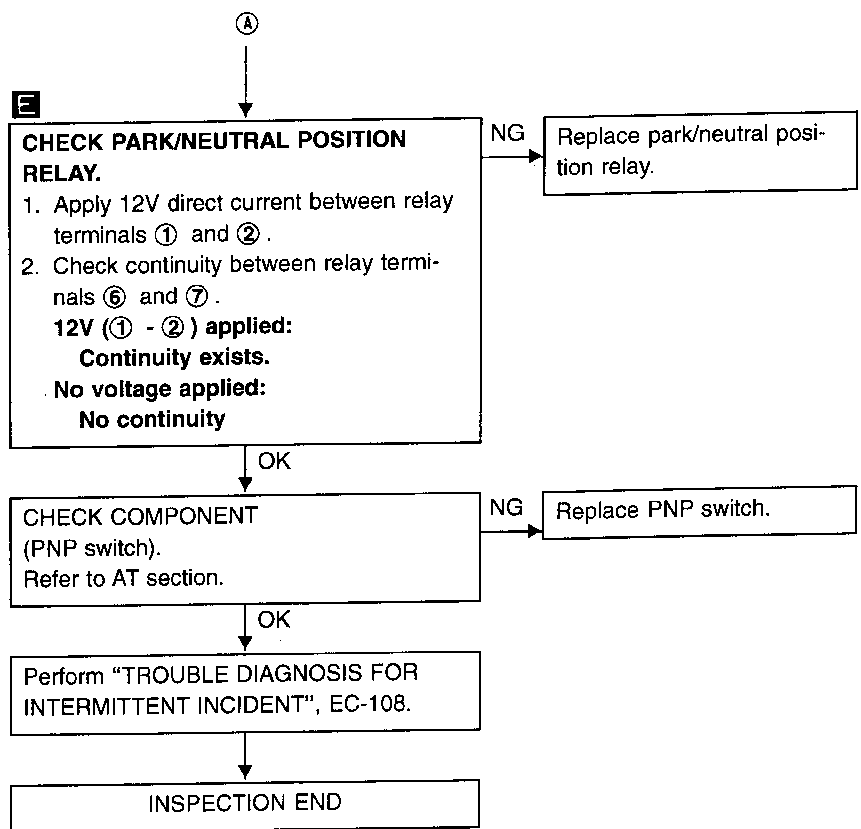 Ⓐ
E
CHECK PARK/NEUTRAL POSITION
RELAY.
NG
Replace park/neutral posi-
tion relay.
1. Apply 12V direct current between relay
terminals ① and ② .
2. Check continuity between relay termi-
nals ⑥ and ⑦ .
12V (① - ② ) applied:
Continuity exists.
No voltage applied:
No continuity
OK
CHECK COMPONENT
(PNP switch).
Refer to AT section.
NG
Replace PNP switch.
OK
Perform “TROUBLE DIAGNOSIS FOR
INTERMITTENT INCIDENT”, EC-108.
INSPECTION END